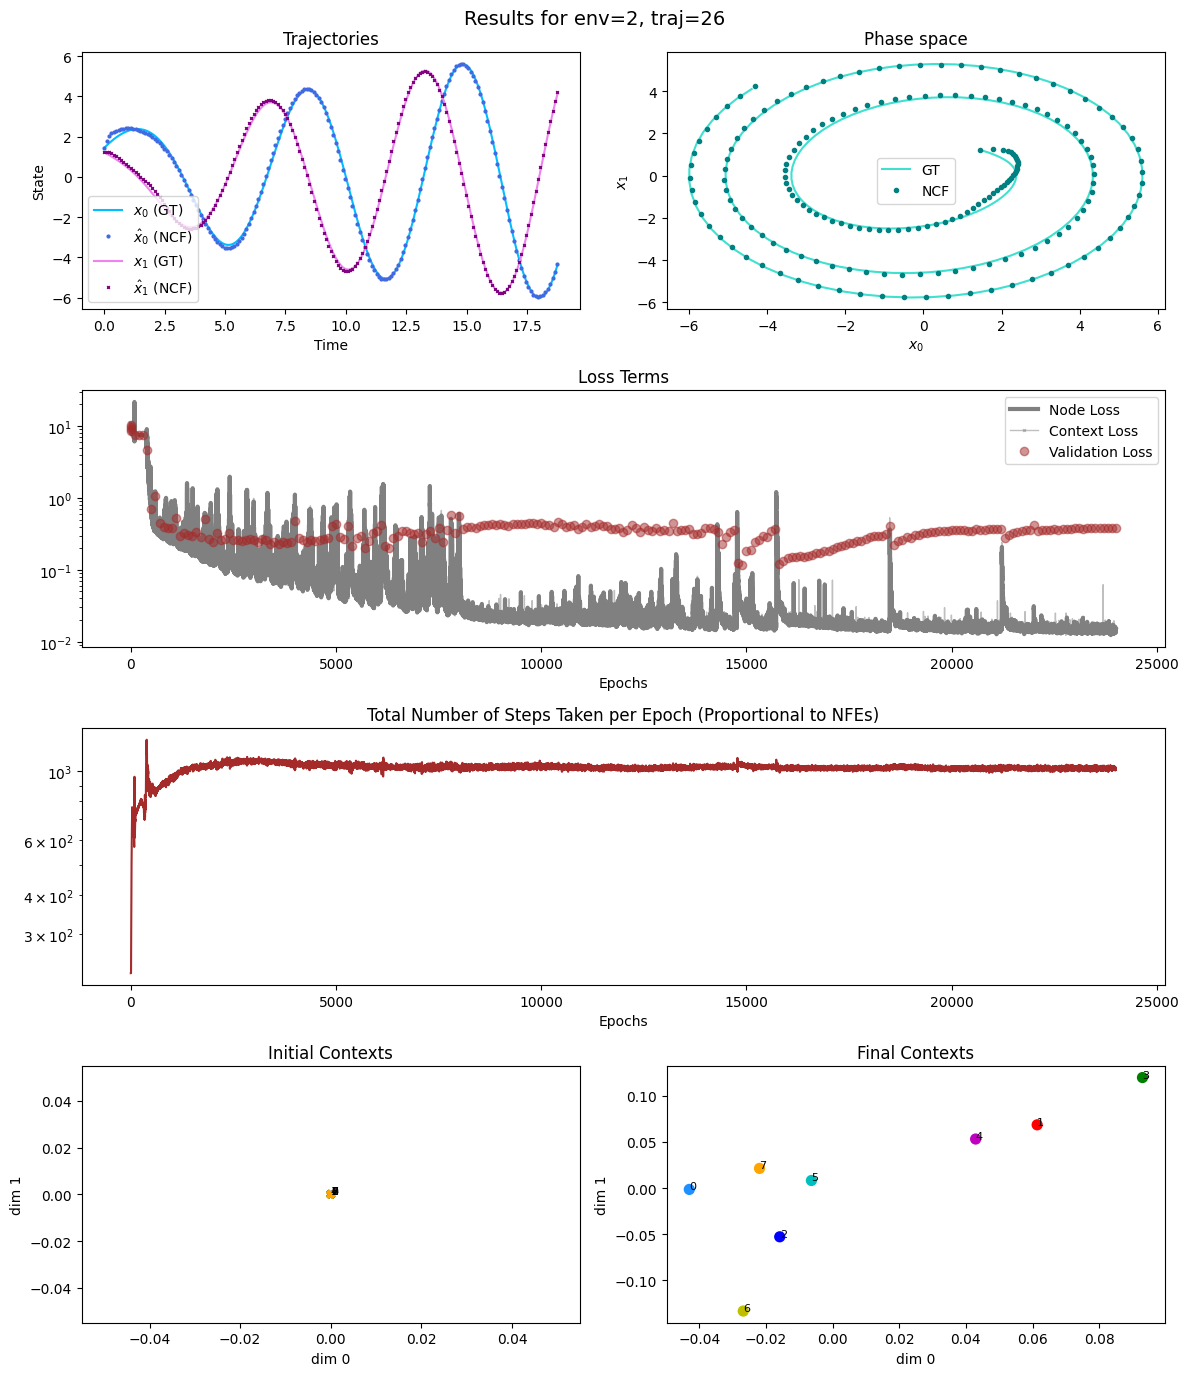 Results for env=2, traj=26
Trajectories
Phase space
6
4
2
0
−2
−4
−6
State
x₀ (GT)
x̂₀ (NCF)
x₁ (GT)
x̂₁ (NCF)
0.0 2.5 5.0 7.5 10.0 12.5 15.0 17.5
Time
4
2
0
−2
−4
−6
x₁
GT
NCF
−6 −4 −2 0 2 4 6
x₀
Loss Terms
10¹
10⁰
10⁻¹
10⁻²
Node Loss
Context Loss
Validation Loss
0 5000 10000 15000 20000 25000
Epochs
Total Number of Steps Taken per Epoch (Proportional to NFEs)
10³
6 × 10²
4 × 10²
3 × 10²
0 5000 10000 15000 20000 25000
Epochs
Initial Contexts
Final Contexts
0.04
0.02
0.00
−0.02
−0.04
dim 1
−0.04 −0.02 0.00 0.02 0.04
dim 0
0.10
0.05
0.00
−0.05
−0.10
dim 1
3
1
4
7
5
0
2
6
−0.04 −0.02 0.00 0.02 0.04 0.06 0.08
dim 0